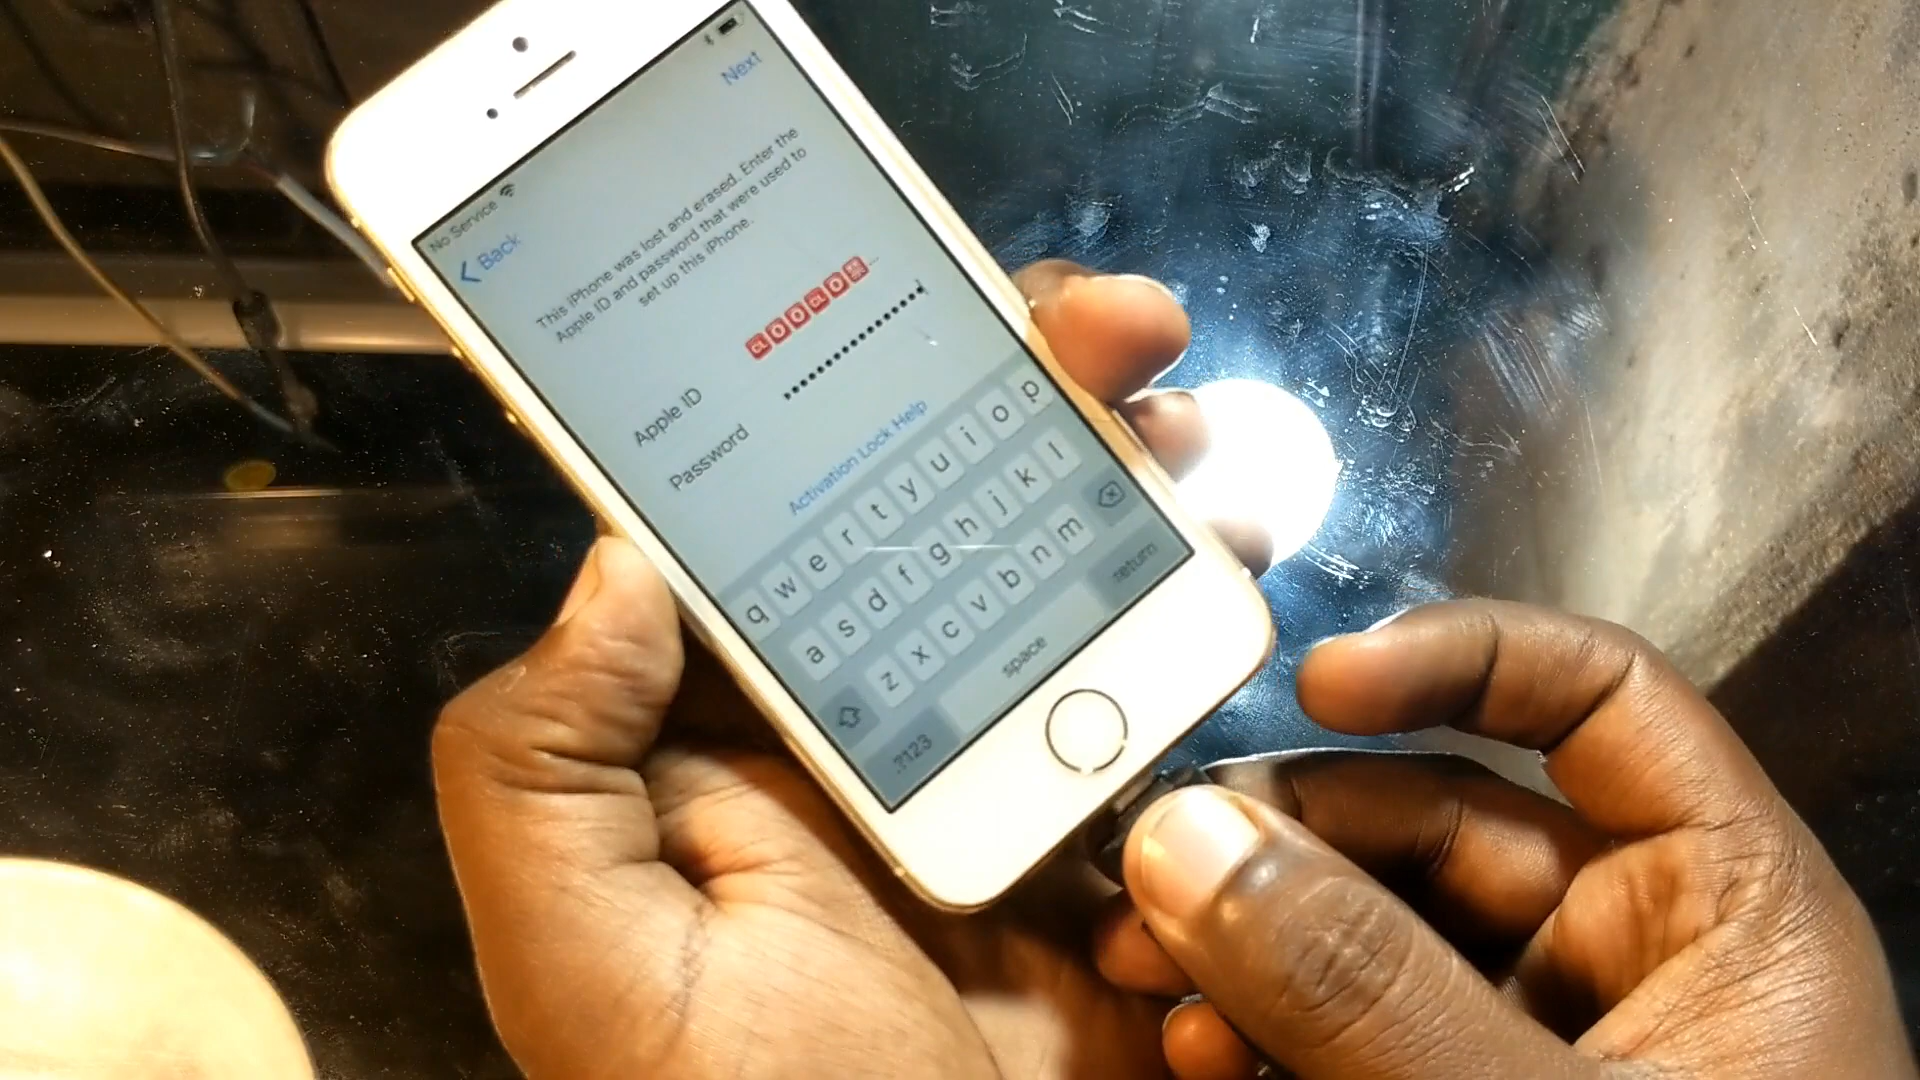 No Service
Back
Next
This iPhone was lost and erased. Enter the
Apple ID and password that were used to
set up this iPhone.
Apple ID 🆑🅾🅾🆑🅾🈲...
Password ••••••••••••••••
Activation Lock Help
q w e r t y u i o p
a s d f g h j k l
z x c v b n m
.?123 space return